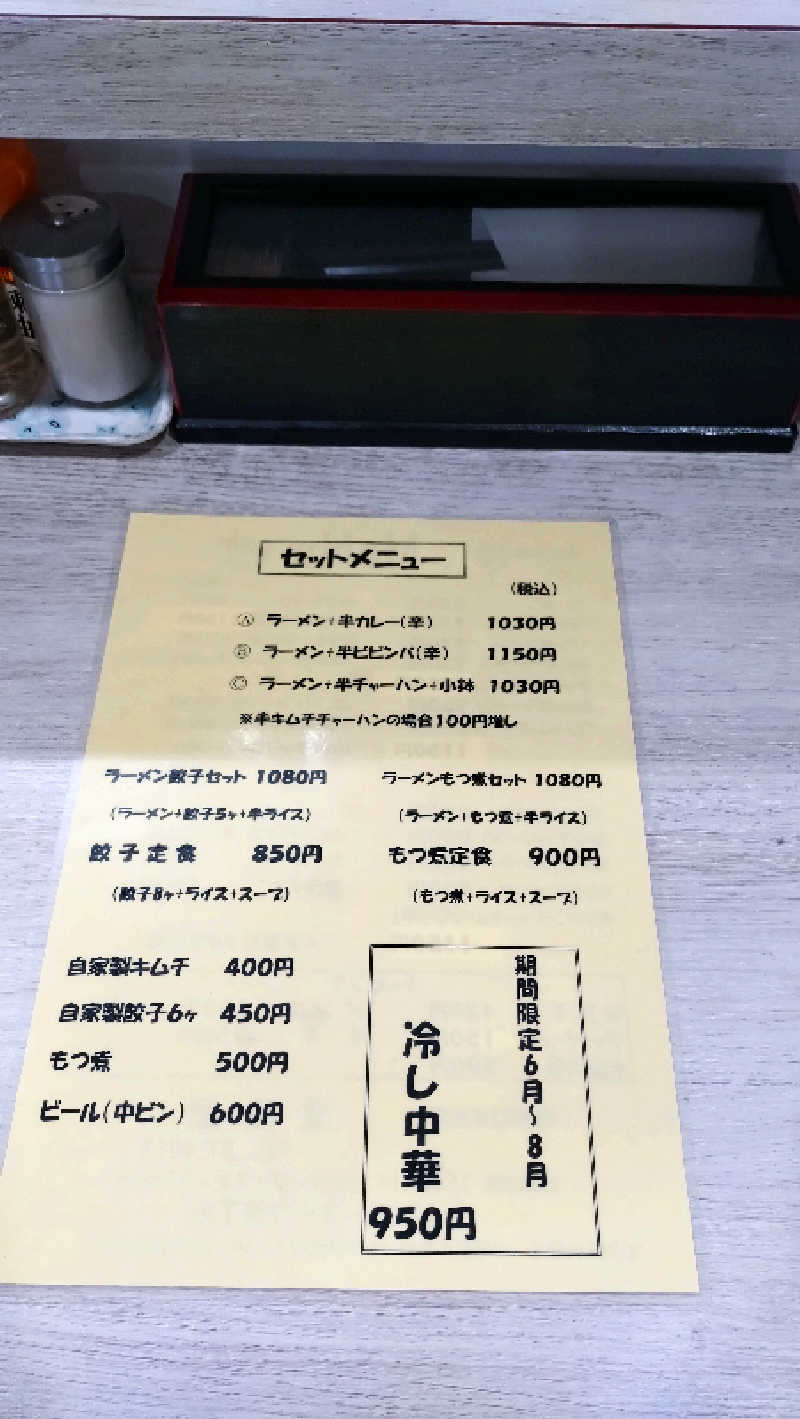 セットメニュー
(税込)
Ⓐ ラーメン+半カレー(辛) 1030円
Ⓑ ラーメン+半ビビンバ(辛) 1150円
Ⓒ ラーメン+半チャーハン+小鉢 1030円
※半キムチチャーハンの場合100円増し
ラーメン餃子セット 1080円
(ラーメン+餃子5ヶ+半ライス)
餃子定食 850円
(餃子8ヶ+ライス+スープ)
ラーメンもつ煮セット 1080円
(ラーメン+もつ煮+半ライス)
もつ煮定食 900円
(もつ煮+ライス+スープ)
自家製キムチ 400円
自家製餃子6ヶ 450円
もつ煮 500円
ビール(中ビン) 600円
期間限定6月~8月
冷し中華
950円